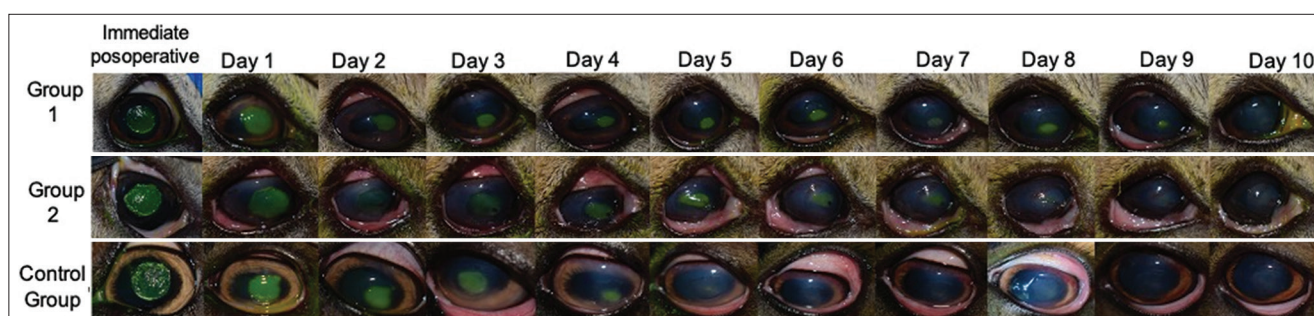 Immediate
posoperative Day 1 Day 2 Day 3 Day 4 Day 5 Day 6 Day 7 Day 8 Day 9 Day 10
Group
1
Group
2
Control
Group